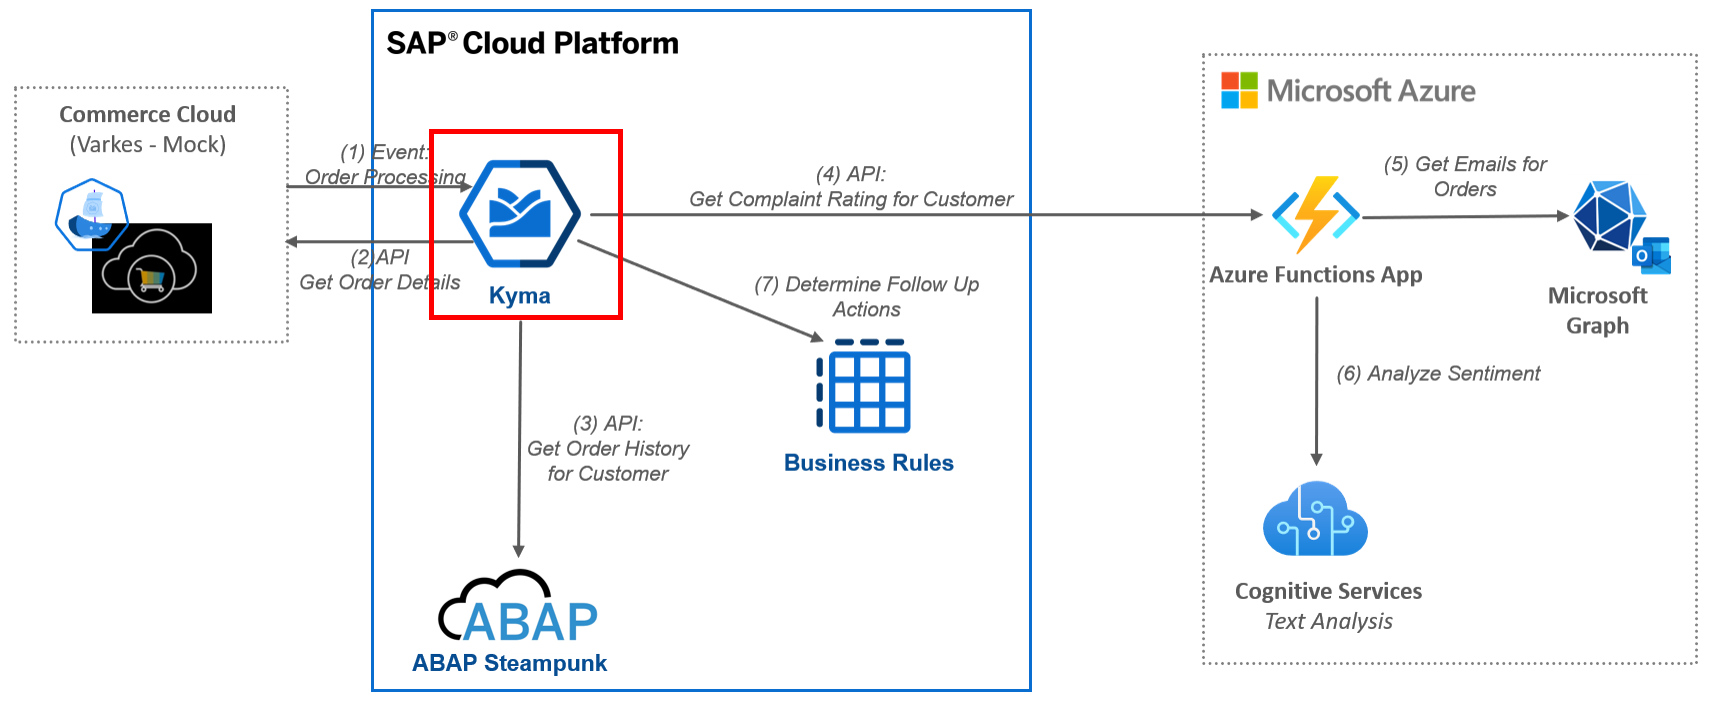 SAP® Cloud Platform
Commerce Cloud
(Varkes - Mock)
(1) Event:
Order Processing
(2)API
Get Order Details
Kyma
(3) API:
Get Order History
for Customer
ABAP
ABAP Steampunk
(4) API:
Get Complaint Rating for Customer
(7) Determine Follow Up
Actions
Business Rules
Microsoft Azure
Azure Functions App
(5) Get Emails for
Orders
O
Microsoft
Graph
(6) Analyze Sentiment
Cognitive Services
Text Analysis